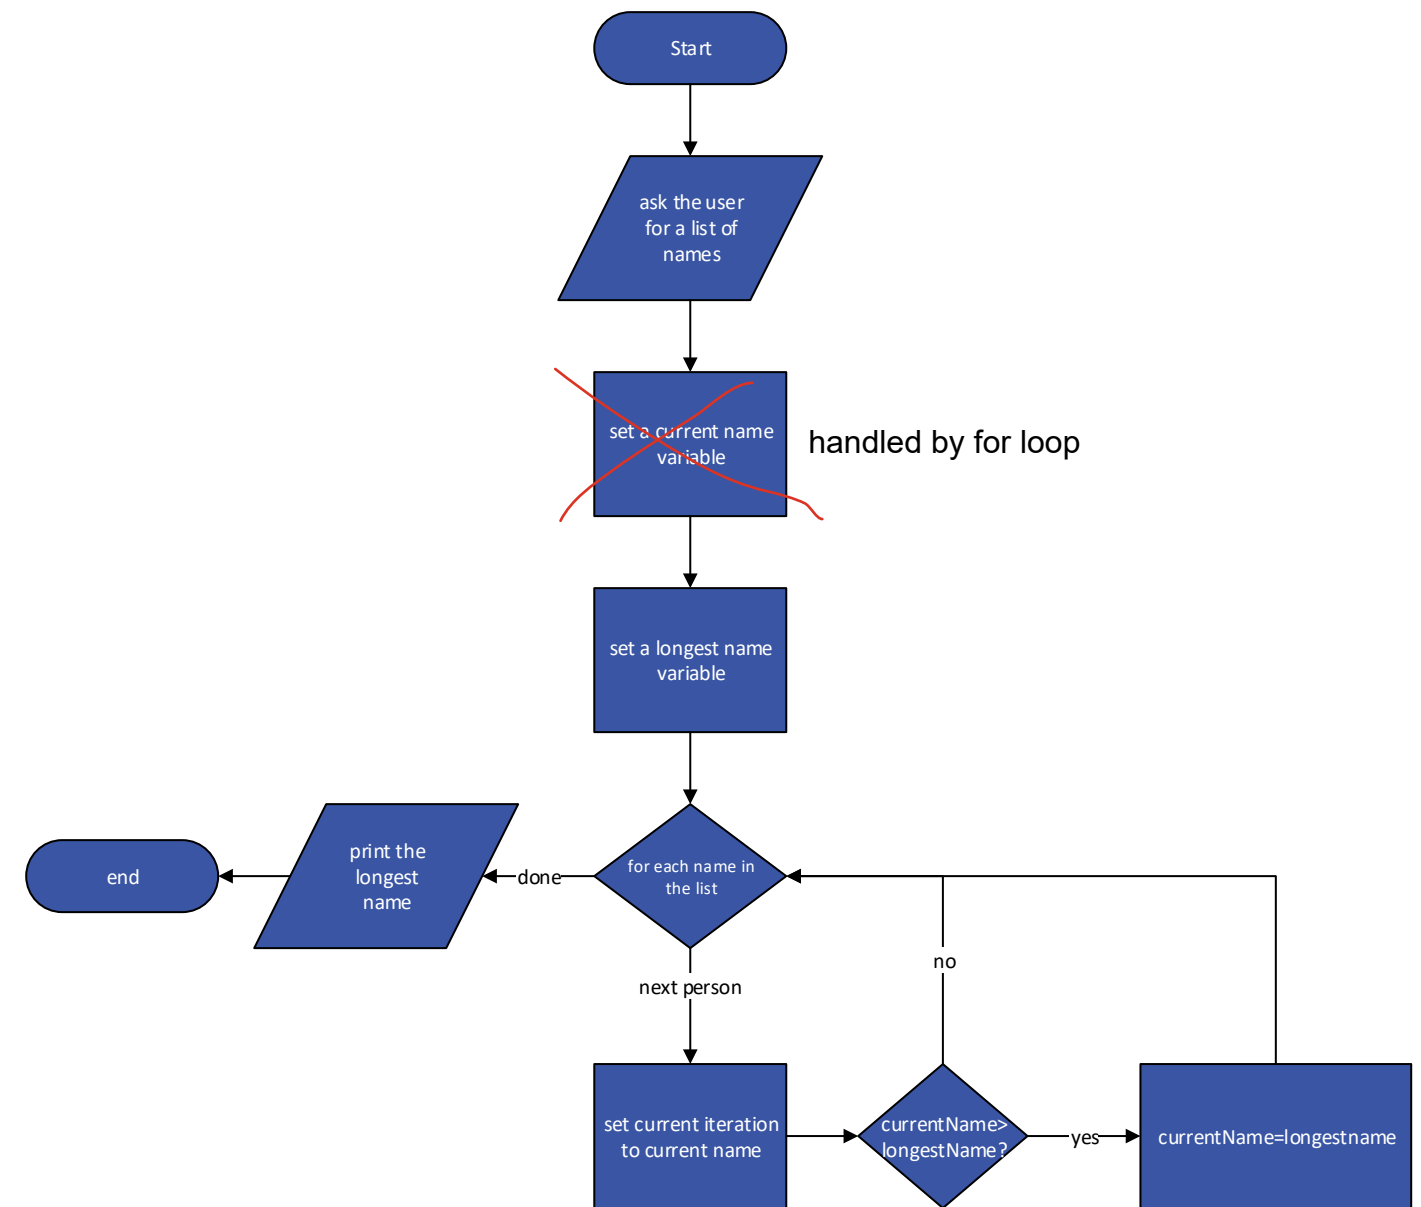 Start
ask the user
for a list of
names
set a current name
variable
handled by for loop
set a longest name
variable
for each name in
the list
done
print the
longest
name
end
next person
no
set current iteration
to current name
currentName>
longestName?
yes
currentName=longestname